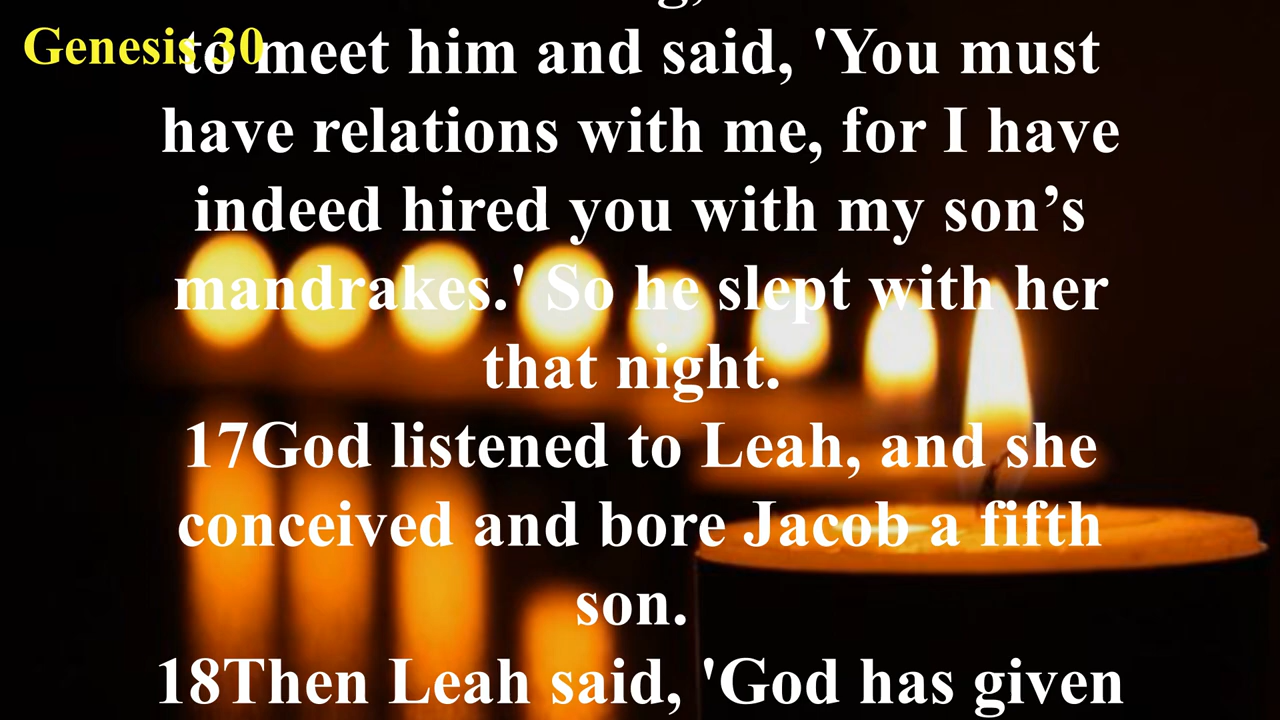 Genesis 30
to meet him and said, 'You must
have relations with me, for I have
indeed hired you with my son’s
mandrakes.' So he slept with her
that night.
17God listened to Leah, and she
conceived and bore Jacob a fifth
son.
18Then Leah said, 'God has given